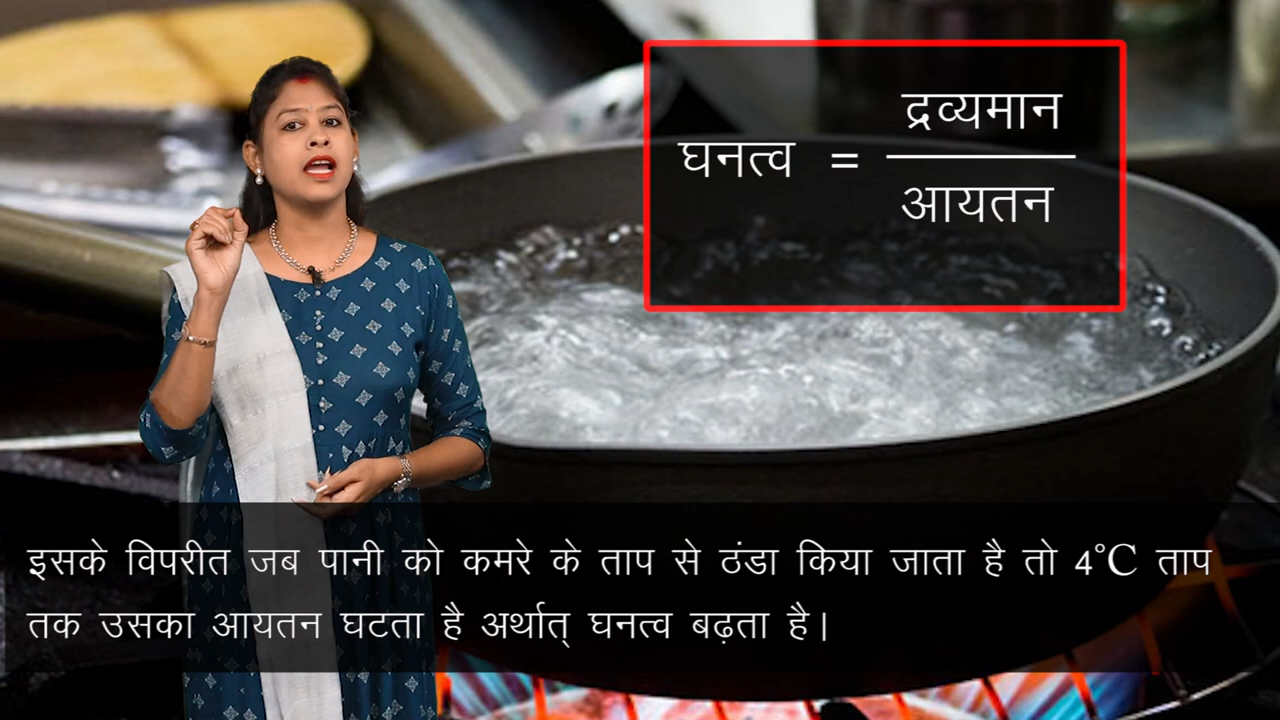 द्रव्यमान
घनत्व = ———
आयतन
इसके विपरीत जब पानी को कमरे के ताप से ठंडा किया जाता है तो 4°C ताप
तक उसका आयतन घटता है अर्थात् घनत्व बढ़ता है।